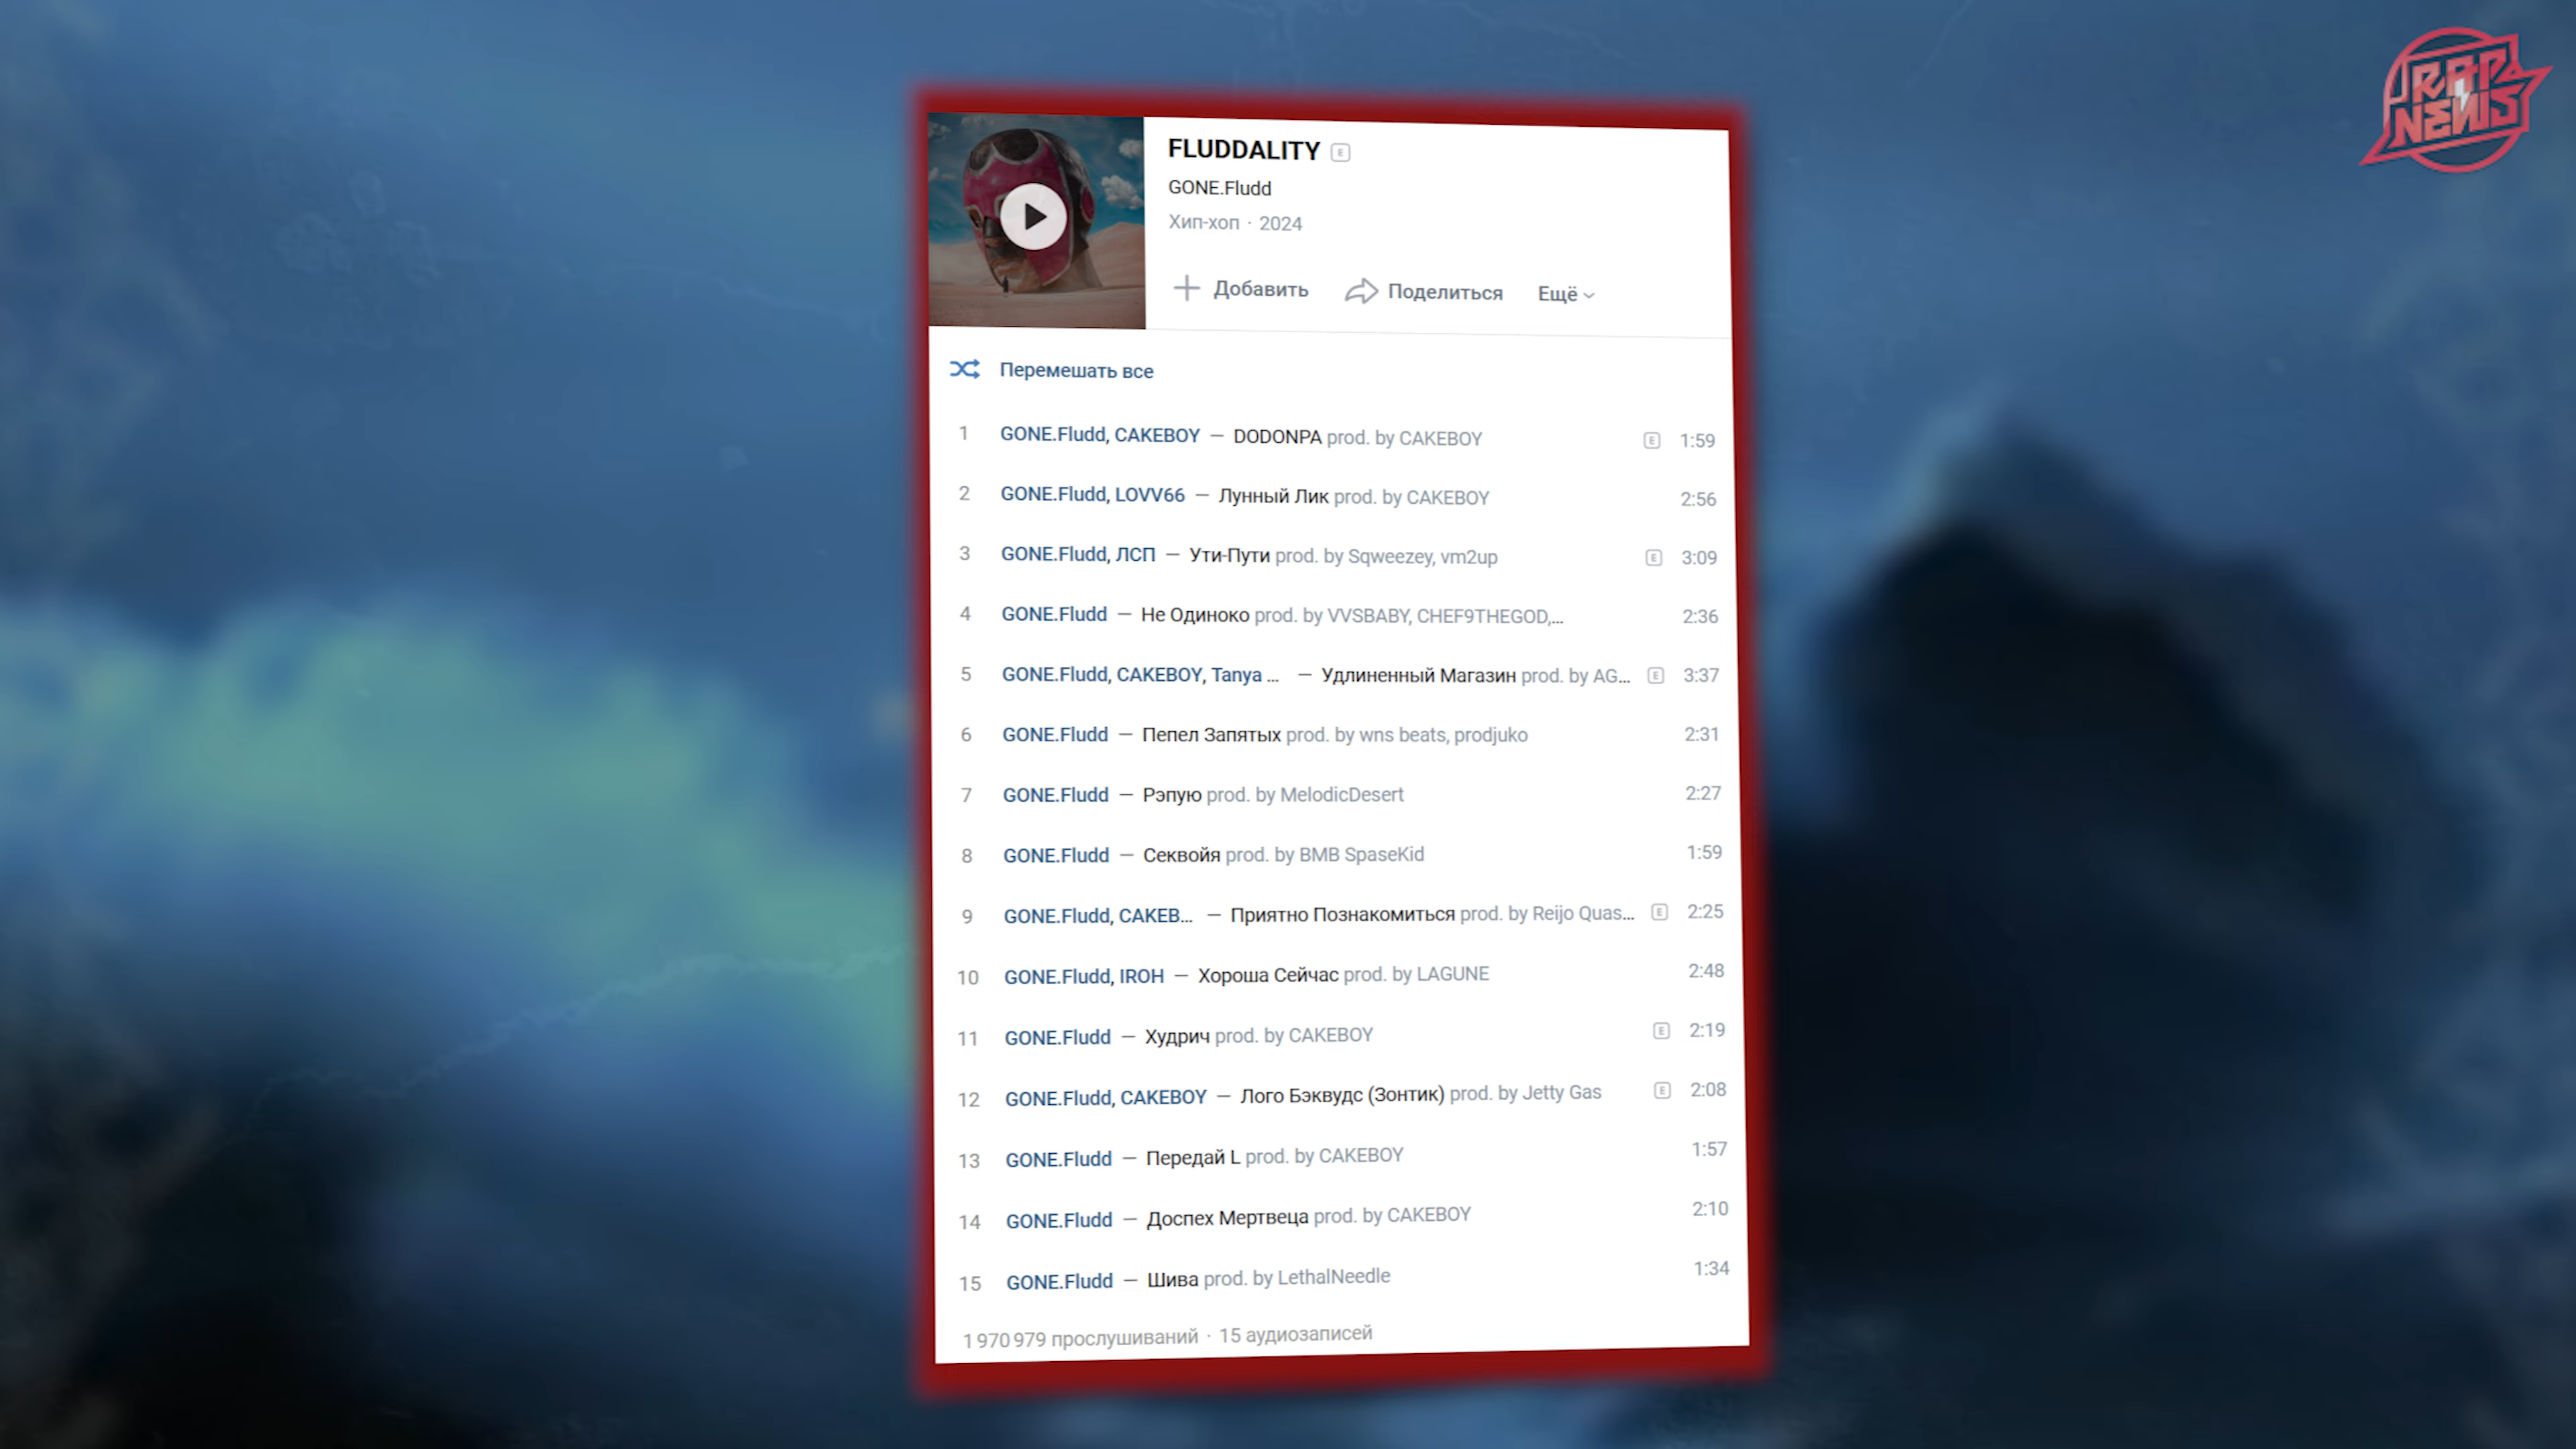 RAP
NEWS
FLUDDALITY E
GONE.Fludd
Хип-хоп · 2024
Добавить Поделиться Ещё
Перемешать все
1 GONE.Fludd, CAKEBOY — DODONPA prod. by CAKEBOY E 1:59
2 GONE.Fludd, LOVV66 — Лунный Лик prod. by CAKEBOY 2:56
3 GONE.Fludd, ЛСП — Ути-Пути prod. by Sqweezey, vm2up E 3:09
4 GONE.Fludd — Не Одиноко prod. by VVSBABY, CHEF9THEGOD,... 2:36
5 GONE.Fludd, CAKEBOY, Tanya ... — Удлиненный Магазин prod. by AG... E 3:37
6 GONE.Fludd — Пепел Запятых prod. by wns beats, prodjuko 2:31
7 GONE.Fludd — Рэпую prod. by MelodicDesert 2:27
8 GONE.Fludd — Секвойя prod. by BMB SpaseKid 1:59
9 GONE.Fludd, CAKEB... — Приятно Познакомиться prod. by Reijo Quas... E 2:25
10 GONE.Fludd, IROH — Хороша Сейчас prod. by LAGUNE 2:48
11 GONE.Fludd — Худрич prod. by CAKEBOY E 2:19
12 GONE.Fludd, CAKEBOY — Лого Бэквудс (Зонтик) prod. by Jetty Gas E 2:08
13 GONE.Fludd — Передай L prod. by CAKEBOY 1:57
14 GONE.Fludd — Доспех Мертвеца prod. by CAKEBOY 2:10
15 GONE.Fludd — Шива prod. by LethalNeedle 1:34
1 970 979 прослушиваний · 15 аудиозаписей